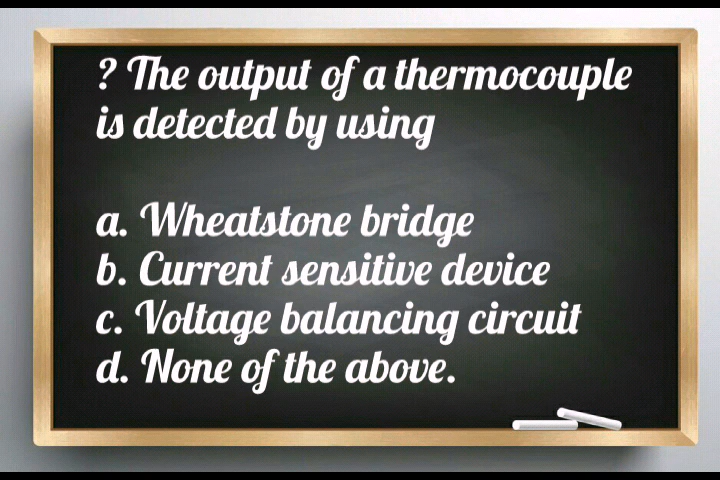 ? The output of a thermocouple
is detected by using
a. Wheatstone bridge
b. Current sensitive device
c. Voltage balancing circuit
d. None of the above.